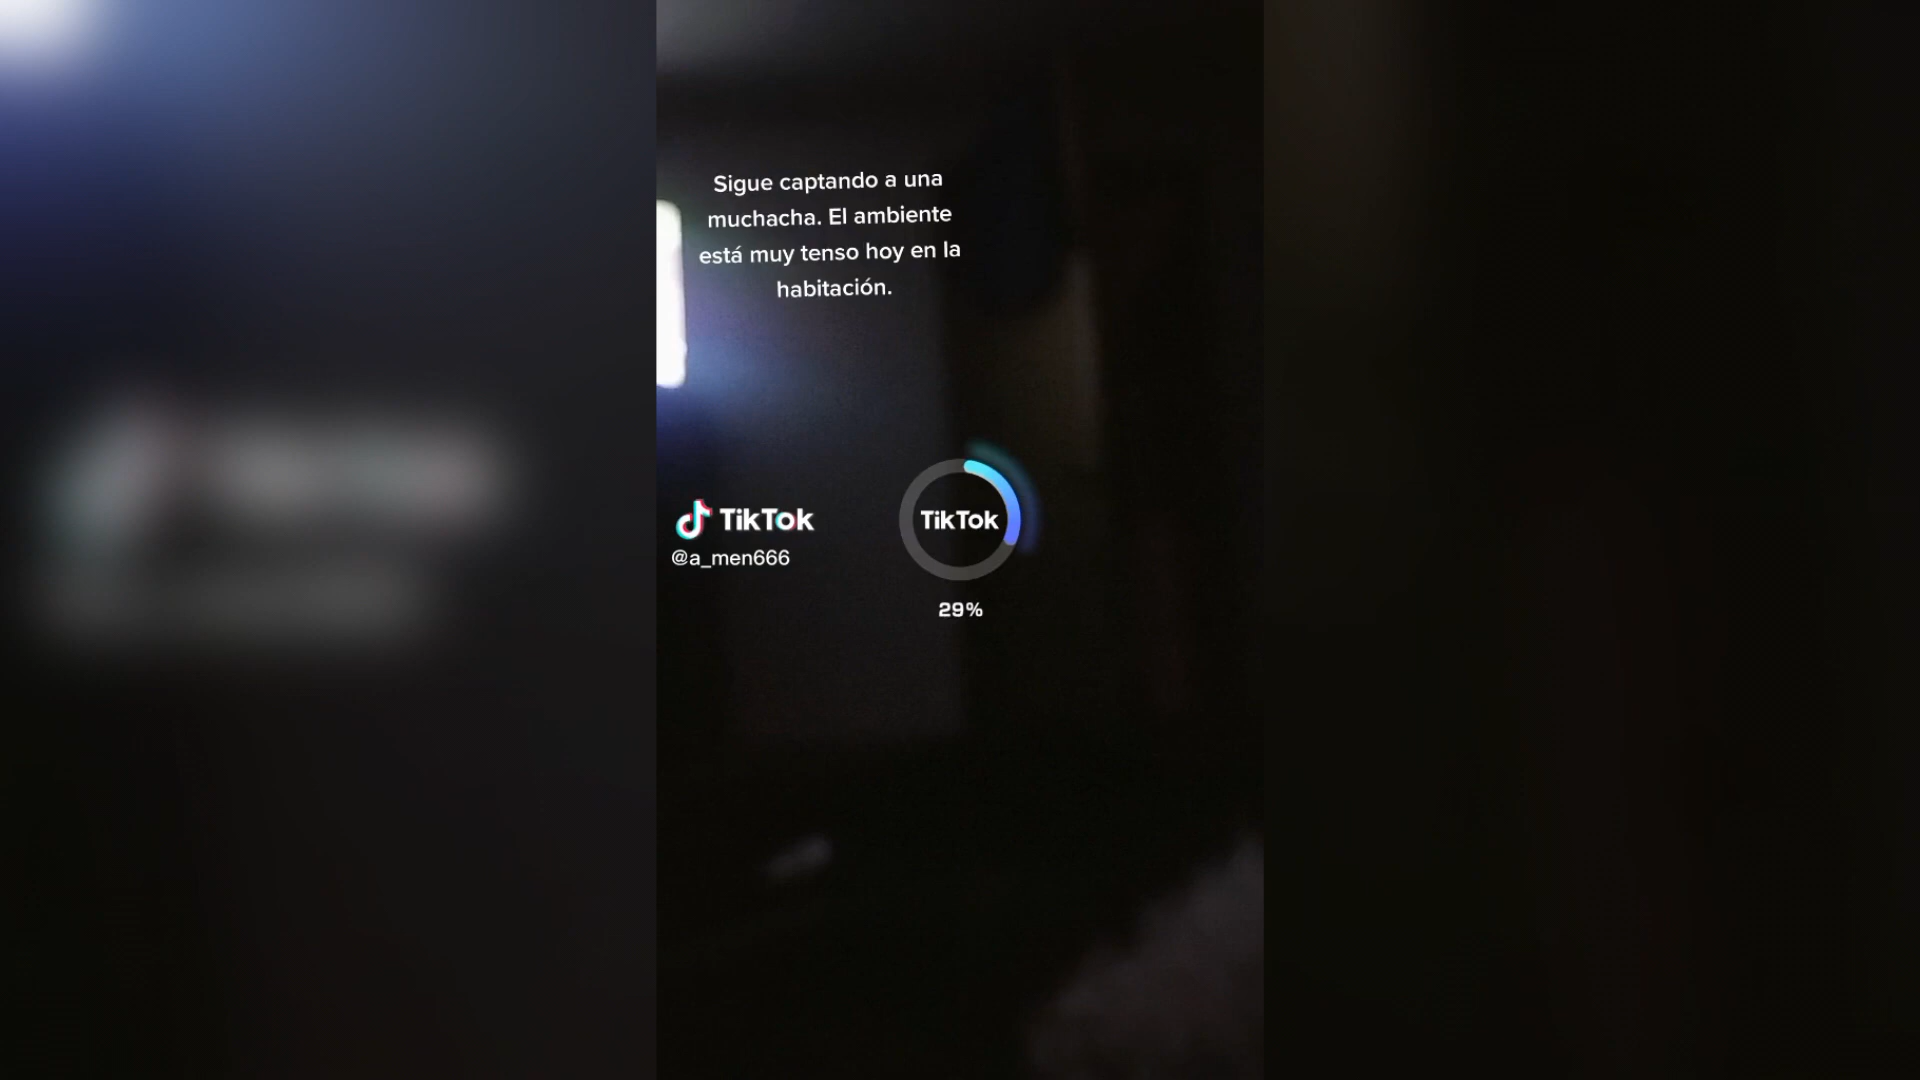 Sigue captando a una
muchacha. El ambiente
está muy tenso hoy en la
habitación.
TikTok
@a_men666
TikTok
29%